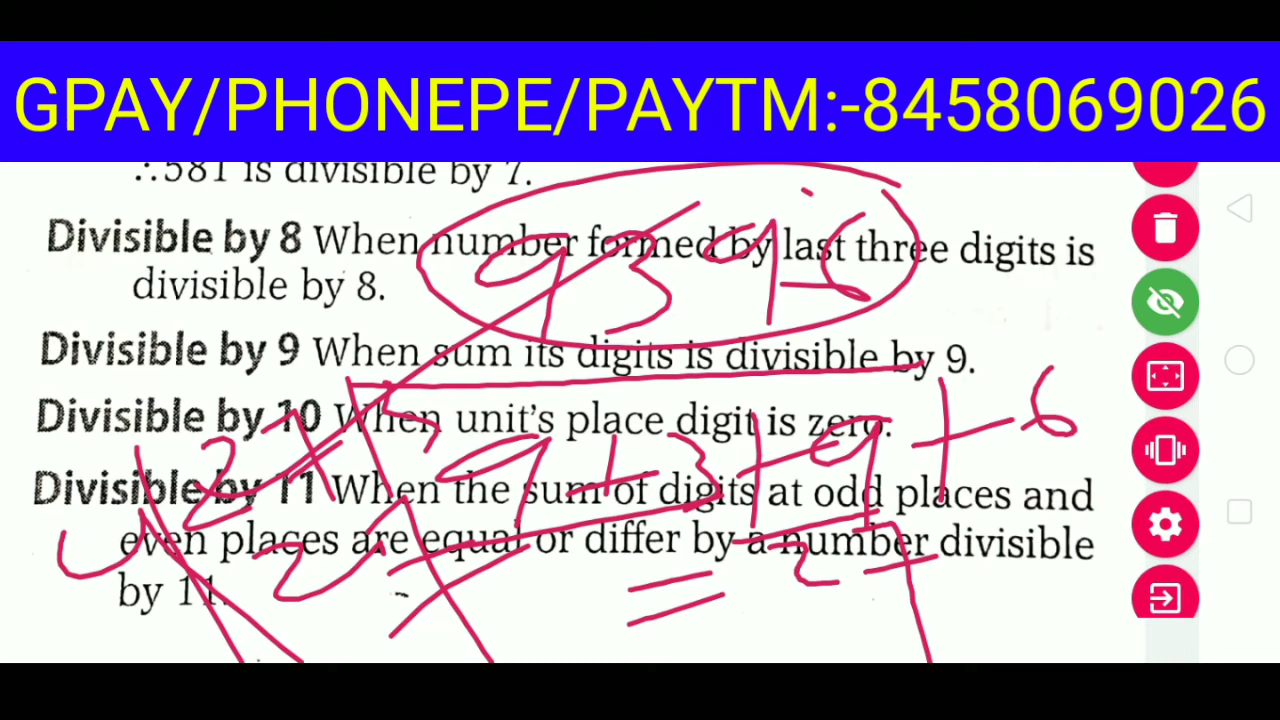 GPAY/PHONEPE/PAYTM:-8458069026
∴581 is divisible by 7.
Divisible by 8 When number formed by last three digits is
divisible by 8.
9396
Divisible by 9 When sum its digits is divisible by 9.
Divisible by 10 When unit's place digit is zero.
9+3+9+6
27
Divisible by 11 When the sum of digits at odd places and
even places are equal or differ by a number divisible
27
by 11.